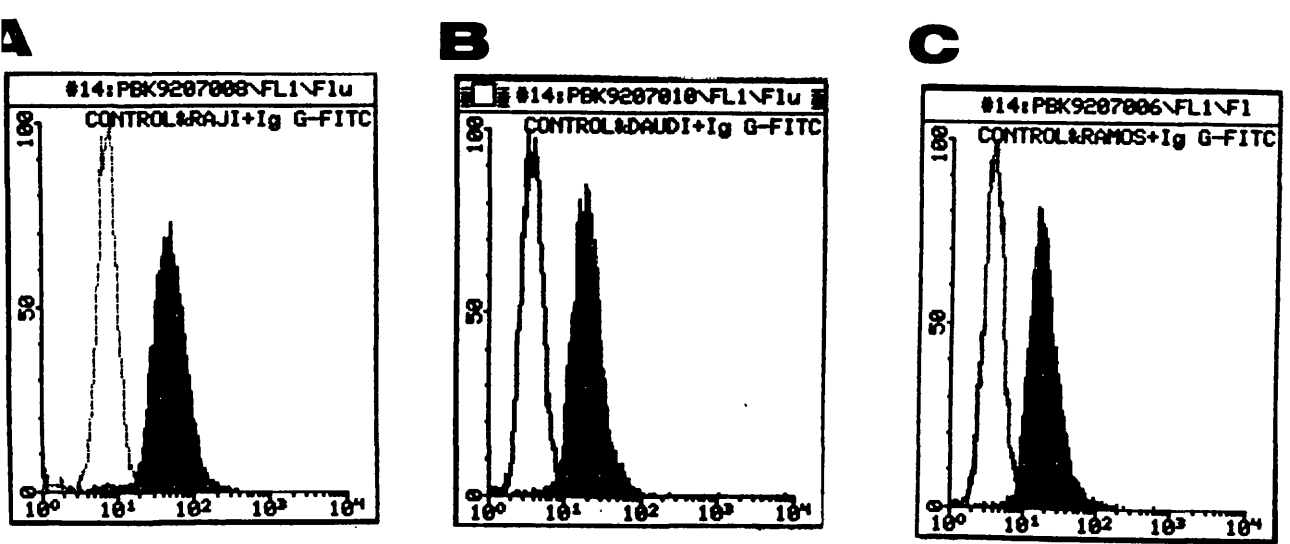 A
B
C
#14:PBK9207008\FL1\Flu
CONTROL&RAJI+Ig G-FITC
100
50
0
10⁰ 10¹ 10² 10³ 10⁴
#14:PBK9207010\FL1\Flu
CONTROL&DAUDI+Ig G-FITC
100
50
0
10⁰ 10¹ 10² 10³ 10⁴
#14:PBK9207006\FL1\Fl
CONTROL&RAMOS+Ig G-FITC
100
50
0
10⁰ 10¹ 10² 10³ 10⁴